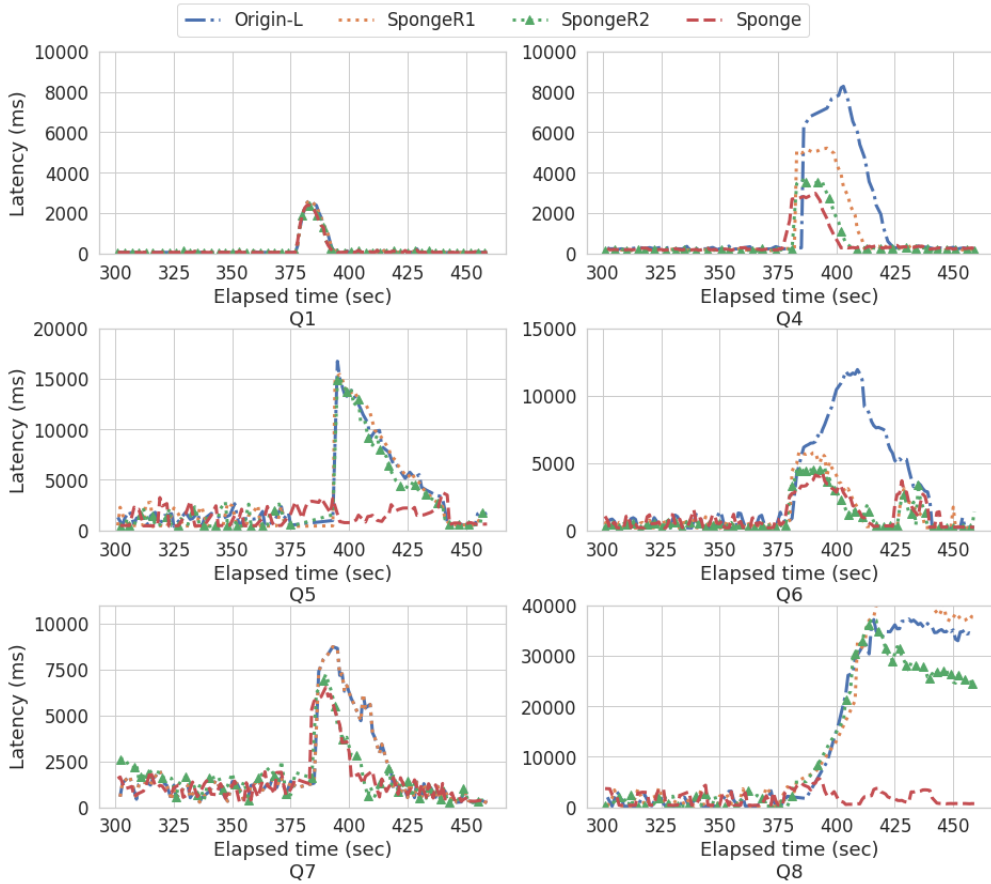 Origin-L SpongeR1 SpongeR2 Sponge
Latency (ms)
10000
8000
6000
4000
2000
0
300 325 350 375 400 425 450
Elapsed time (sec)
Q1
10000
8000
6000
4000
2000
0
300 325 350 375 400 425 450
Elapsed time (sec)
Q4
Latency (ms)
20000
15000
10000
5000
0
300 325 350 375 400 425 450
Elapsed time (sec)
Q5
15000
10000
5000
0
300 325 350 375 400 425 450
Elapsed time (sec)
Q6
Latency (ms)
10000
7500
5000
2500
0
300 325 350 375 400 425 450
Elapsed time (sec)
Q7
40000
30000
20000
10000
0
300 325 350 375 400 425 450
Elapsed time (sec)
Q8